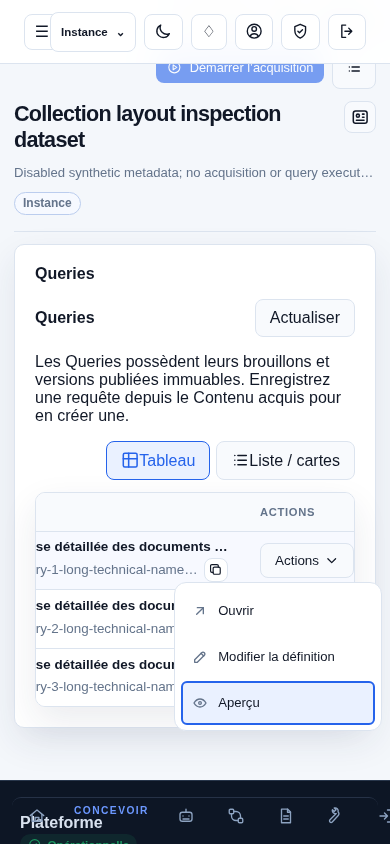 Instance
Démarrer l'acquisition
Collection layout inspection
dataset
Disabled synthetic metadata; no acquisition or query execut…
Instance
Queries
Queries
Actualiser
Les Queries possèdent leurs brouillons et
versions publiées immuables. Enregistrez
une requête depuis le Contenu acquis pour
en créer une.
Tableau
Liste / cartes
ACTIONS
se détaillée des documents …
ry-1-long-technical-name…
Actions
se détaillée des docum
ry-2-long-technical-nam
se détaillée des docum
ry-3-long-technical-nam
Ouvrir
Modifier la définition
Aperçu
CONCEVOIR
Plateforme
Opérationnelle